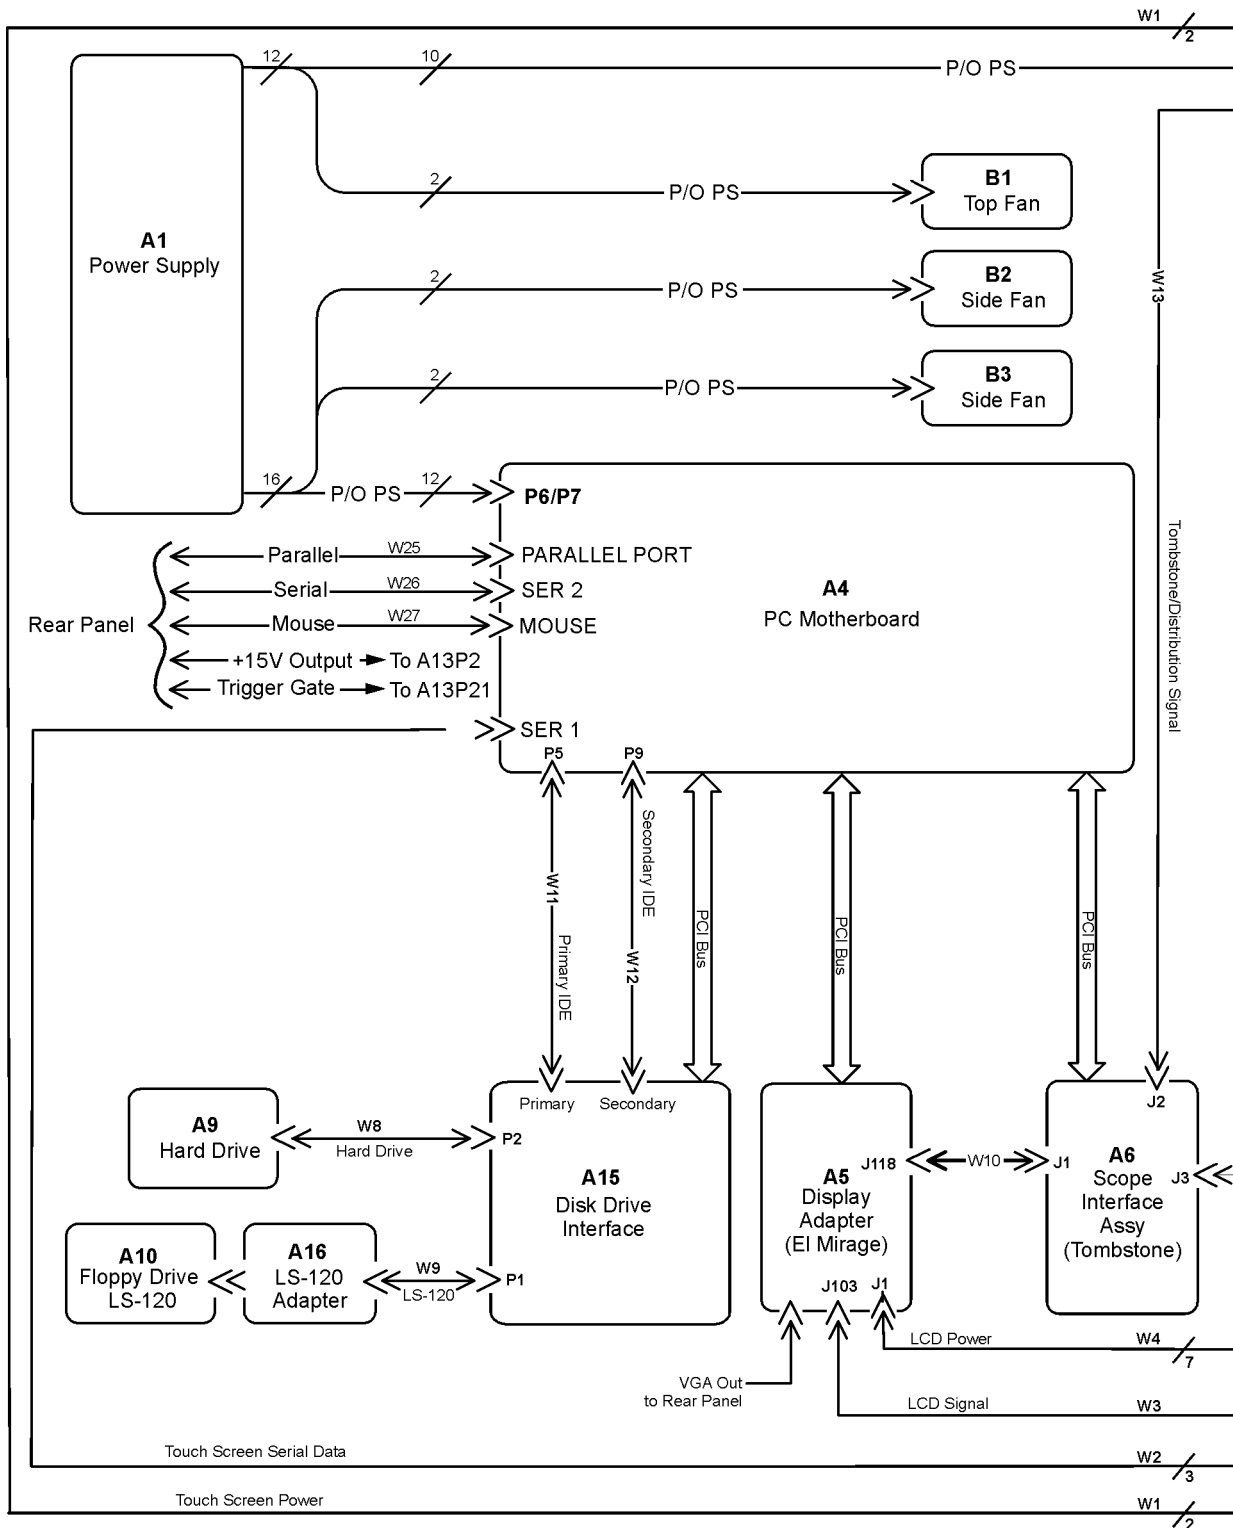 W1
2
12
10
P/O PS
A1
Power Supply
2
P/O PS
B1
Top Fan
2
P/O PS
B2
Side Fan
W13
2
P/O PS
B3
Side Fan
16
P/O PS
12
P6/P7
Rear Panel
Parallel
W25
PARALLEL PORT
Serial
W26
SER 2
Mouse
W27
MOUSE
+15V Output
To A13P2
Trigger Gate
To A13P21
SER 1
A4
PC Motherboard
Tombstone/Distribution Signal
P5
P9
W11
Primary IDE
Secondary IDE
W12
PCI Bus
PCI Bus
PCI Bus
A9
Hard Drive
W8
Hard Drive
P2
Primary
Secondary
A15
Disk Drive
Interface
A10
Floppy Drive
LS-120
A16
LS-120
Adapter
W9
LS-120
P1
J118
A5
Display
Adapter
(El Mirage)
J103
J1
W10
J1
J2
A6
Scope
Interface
Assy
(Tombstone)
J3
VGA Out
to Rear Panel
LCD Power
W4
7
LCD Signal
W3
Touch Screen Serial Data
W2
3
Touch Screen Power
W1
2